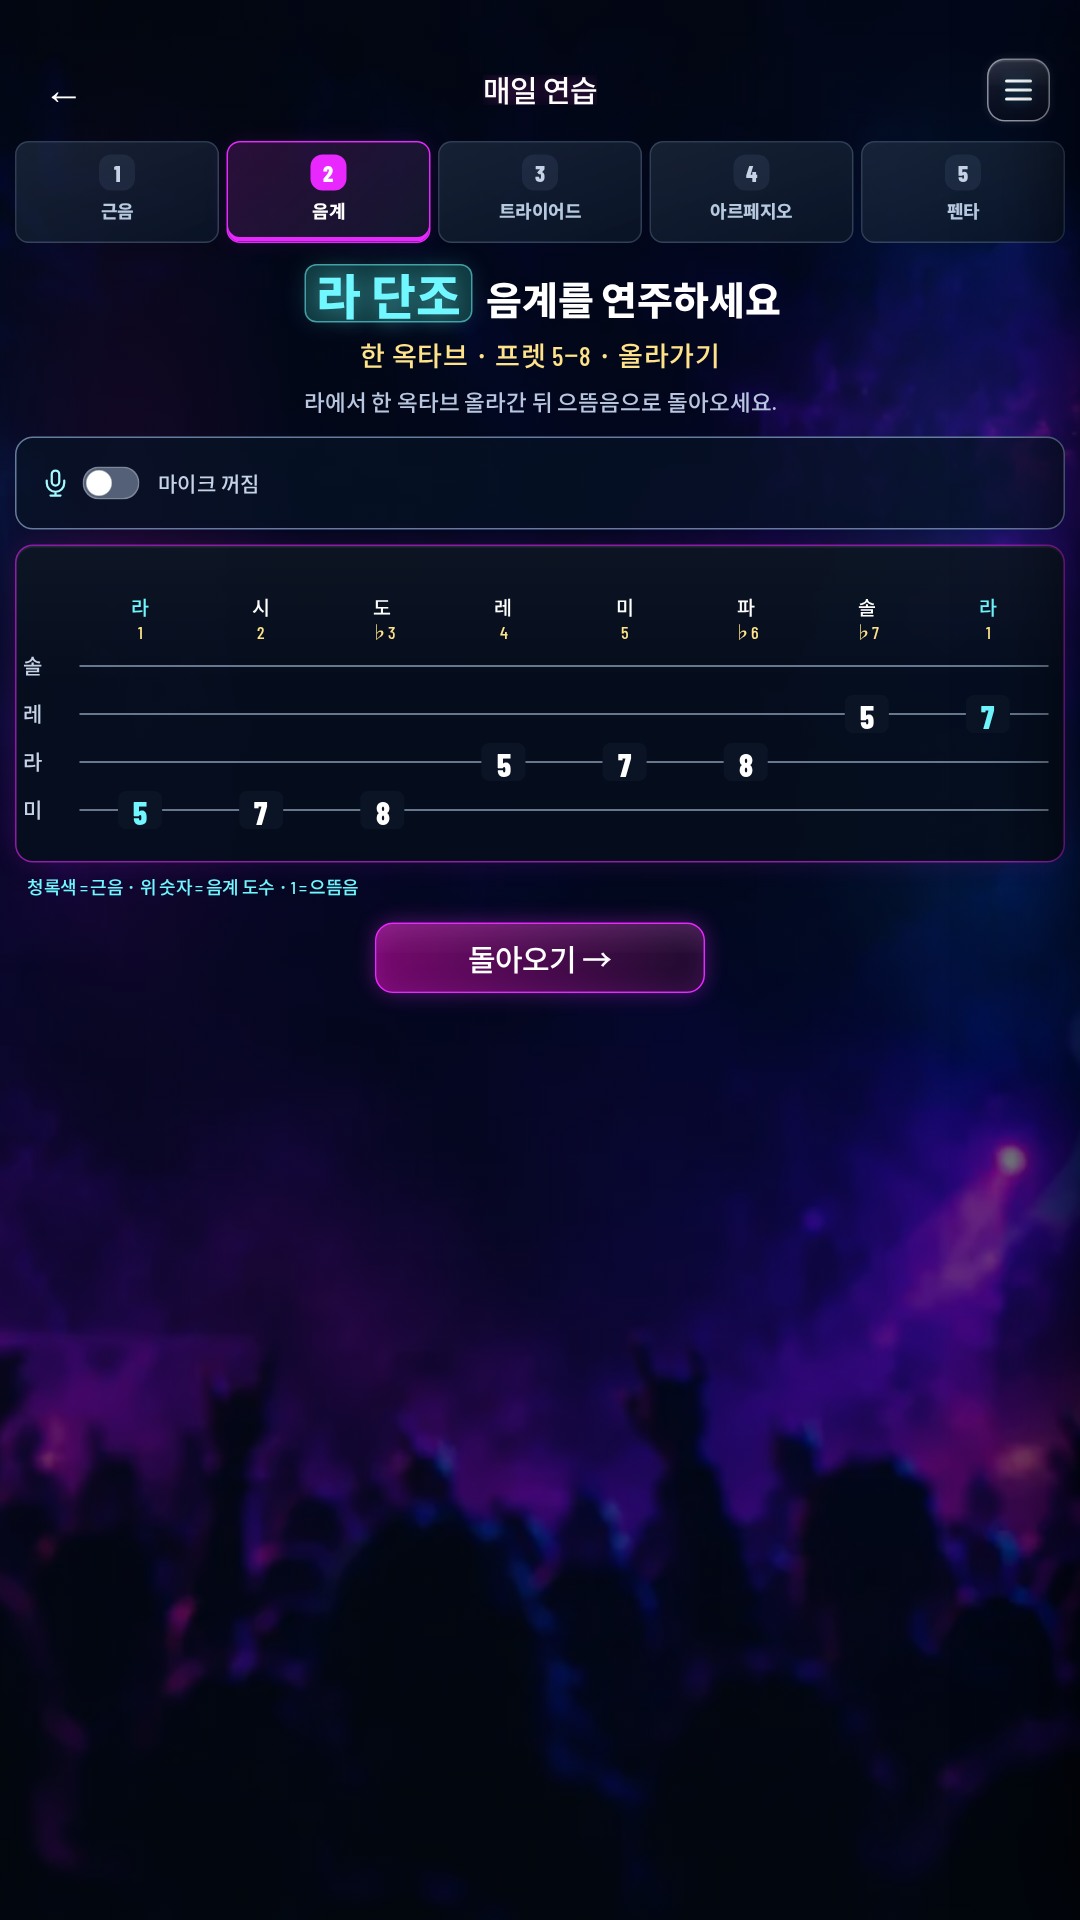 ← 매일 연습
1 2 3 4 5
근음 음계 트라이어드 아르페지오 펜타
라 단조 음계를 연주하세요
한 옥타브 · 프렛 5–8 · 올라가기
라에서 한 옥타브 올라간 뒤 으뜸음으로 돌아오세요.
마이크 꺼짐
라 시 도 레 미 파 솔 라
1 2 ♭3 4 5 ♭6 ♭7 1
솔
레 5 7
라 5 7 8
미 5 7 8
청록색=근음 · 위 숫자=음계 도수 · 1=으뜸음
돌아오기 →